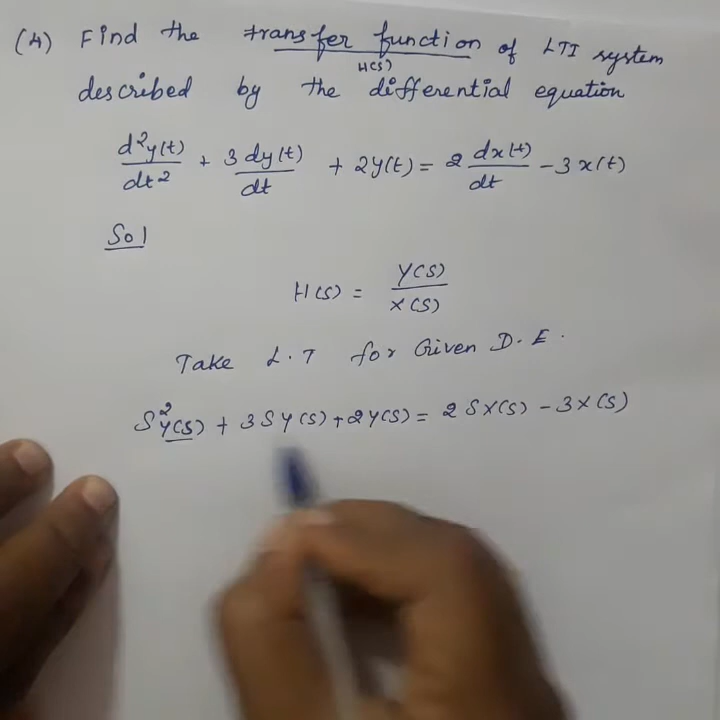 (4) Find the transfer function of LTI system
H(s)
described by the differential equation
d²y(t)/dt² + 3 dy(t)/dt + 2y(t) = 2 dx(t)/dt - 3x(t)
Sol
H(s) = Y(s)/X(s)
Take L.T for Given D.E.
S²Y(s) + 3SY(s) + 2Y(s) = 2SX(s) - 3X(s)